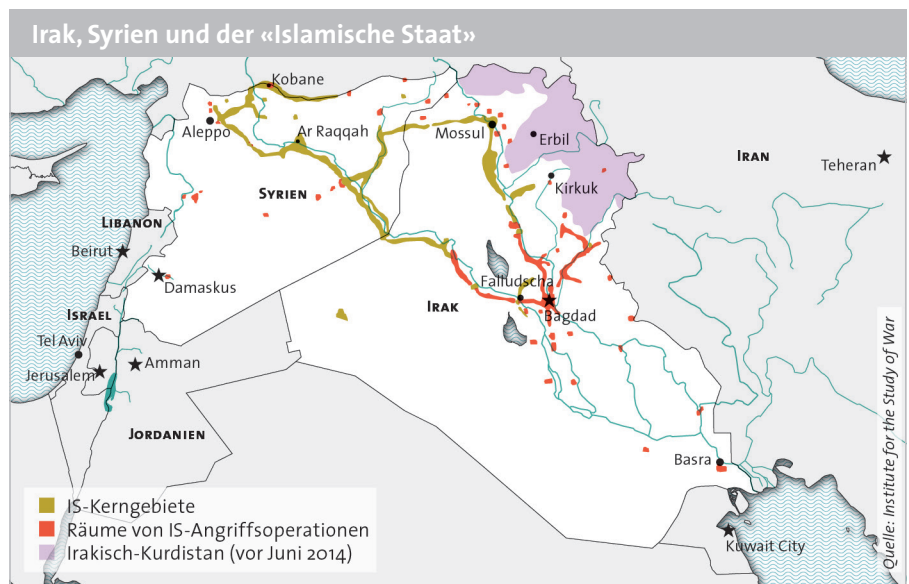 Irak, Syrien und der «Islamische Staat»
Kobane
Aleppo
Ar Raqqah
Mossul
Erbil
IRAN
Teheran
SYRIEN
Kirkuk
LIBANON
Beirut
Damaskus
Falludscha
IRAK
Bagdad
ISRAEL
Tel Aviv
Jerusalem
Amman
JORDANIEN
Basra
Kuwait City
IS-Kerngebiete
Räume von IS-Angriffsoperationen
Irakisch-Kurdistan (vor Juni 2014)
Quelle: Institute for the Study of War